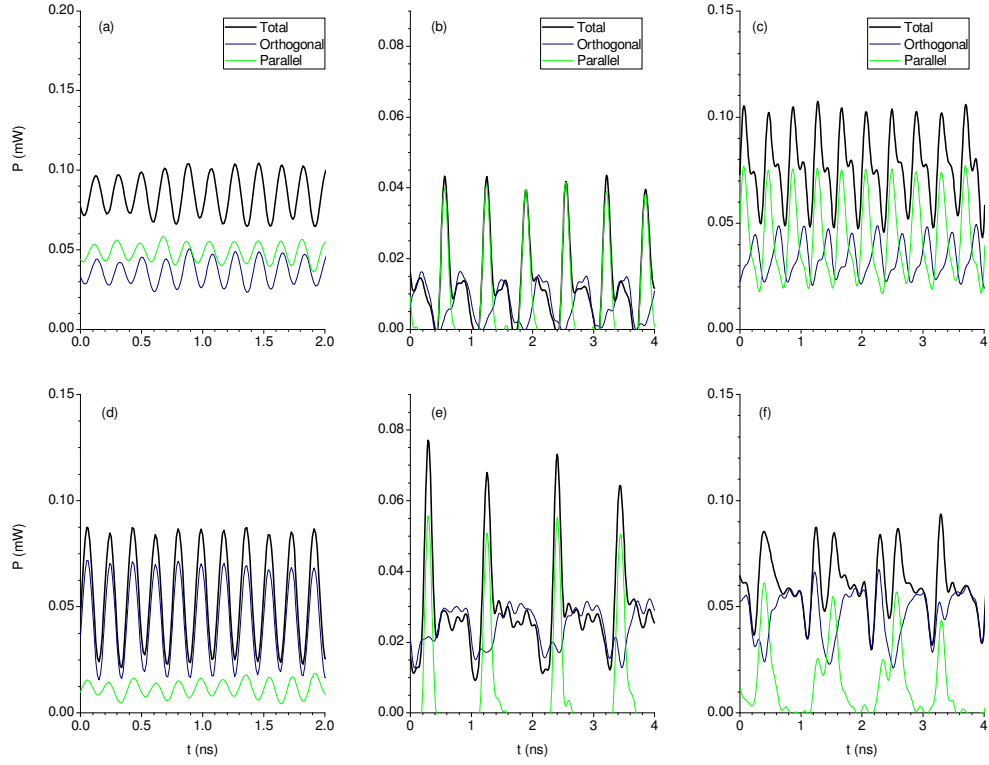 (a)
Total
Orthogonal
Parallel
0.20
0.15
0.10
0.05
0.00
P (mW)
0.0 0.5 1.0 1.5 2.0
(b)
Total
Orthogonal
Parallel
0.08
0.06
0.04
0.02
0.00
0 1 2 3 4
(c)
Total
Orthogonal
Parallel
0.15
0.10
0.05
0.00
0 1 2 3 4
(d)
0.15
0.10
0.05
0.00
P (mW)
0.0 0.5 1.0 1.5 2.0
t (ns)
(e)
0.08
0.06
0.04
0.02
0.00
0 1 2 3 4
t (ns)
(f)
0.15
0.10
0.05
0.00
0 1 2 3 4
t (ns)